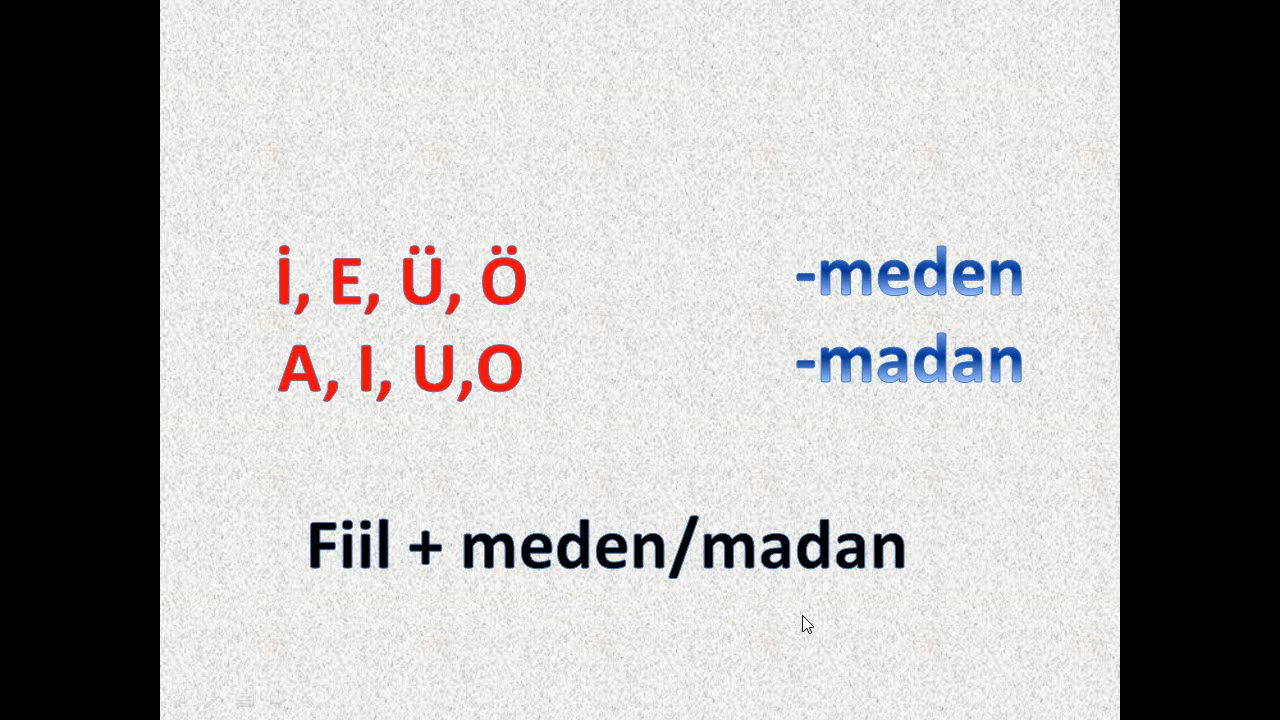 İ, E, Ü, Ö -meden
A, I, U,O -madan
Fiil + meden/madan